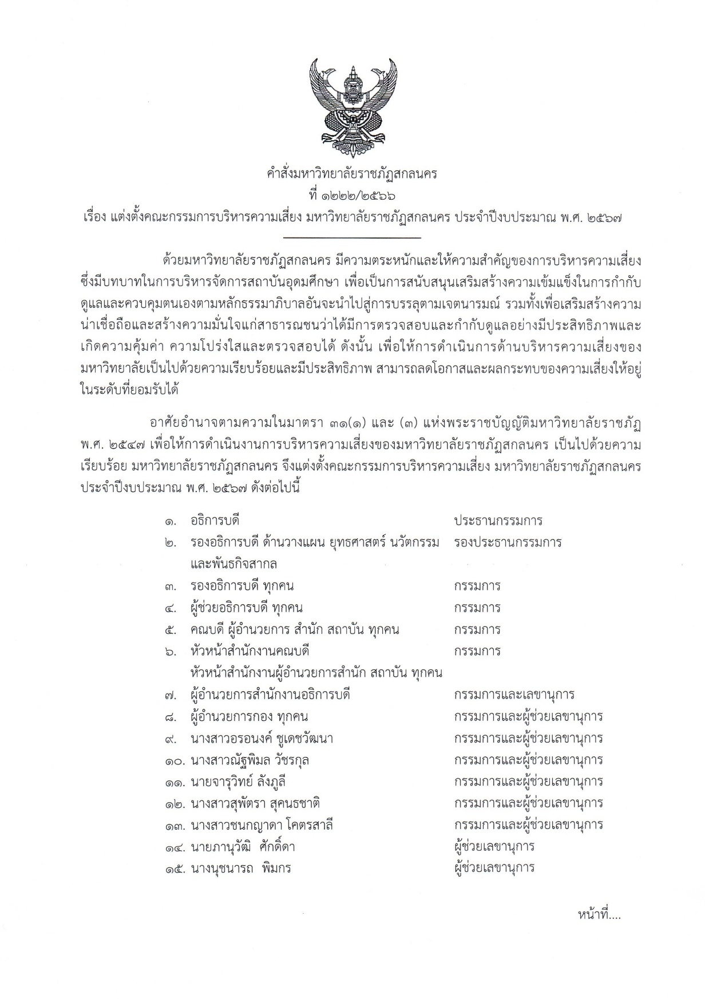 คำสั่งมหาวิทยาลัยราชภัฏสกลนคร
ที่ ๑๒๒๒/๒๕๖๖
เรื่อง แต่งตั้งคณะกรรมการบริหารความเสี่ยง มหาวิทยาลัยราชภัฏสกลนคร ประจำปีงบประมาณ พ.ศ. ๒๕๖๗
ด้วยมหาวิทยาลัยราชภัฏสกลนคร มีความตระหนักและให้ความสำคัญของการบริหารความเสี่ยง
ซึ่งมีบทบาทในการบริหารจัดการสถาบันอุดมศึกษา เพื่อเป็นการสนับสนุนเสริมสร้างความเข้มแข็งในการกำกับ
ดูแลและควบคุมตนเองตามหลักธรรมาภิบาลอันจะนำไปสู่การบรรลุตามเจตนารมณ์ รวมทั้งเพื่อเสริมสร้างความ
น่าเชื่อถือและสร้างความมั่นใจแก่สาธารณชนว่าได้มีการตรวจสอบและกำกับดูแลอย่างมีประสิทธิภาพและ
เกิดความคุ้มค่า ความโปร่งใสและตรวจสอบได้ ดังนั้น เพื่อให้การดำเนินการด้านบริหารความเสี่ยงของ
มหาวิทยาลัยเป็นไปด้วยความเรียบร้อยและมีประสิทธิภาพ สามารถลดโอกาสและผลกระทบของความเสี่ยงให้อยู่
ในระดับที่ยอมรับได้
อาศัยอำนาจตามความในมาตรา ๓๑(๑) และ (๓) แห่งพระราชบัญญัติมหาวิทยาลัยราชภัฏ
พ.ศ. ๒๕๔๗ เพื่อให้การดำเนินงานการบริหารความเสี่ยงของมหาวิทยาลัยราชภัฏสกลนคร เป็นไปด้วยความ
เรียบร้อย มหาวิทยาลัยราชภัฏสกลนคร จึงแต่งตั้งคณะกรรมการบริหารความเสี่ยง มหาวิทยาลัยราชภัฏสกลนคร
ประจำปีงบประมาณ พ.ศ. ๒๕๖๗ ดังต่อไปนี้
๑. อธิการบดี ประธานกรรมการ
๒. รองอธิการบดี ด้านวางแผน ยุทธศาสตร์ นวัตกรรม รองประธานกรรมการ
และพันธกิจสากล
๓. รองอธิการบดี ทุกคน กรรมการ
๔. ผู้ช่วยอธิการบดี ทุกคน กรรมการ
๕. คณบดี ผู้อำนวยการ สำนัก สถาบัน ทุกคน กรรมการ
๖. หัวหน้าสำนักงานคณบดี กรรมการ
หัวหน้าสำนักงานผู้อำนวยการสำนัก สถาบัน ทุกคน
๗. ผู้อำนวยการสำนักงานอธิการบดี กรรมการและเลขานุการ
๘. ผู้อำนวยการกอง ทุกคน กรรมการและผู้ช่วยเลขานุการ
๙. นางสาวอรอนงค์ ชูเดชวัฒนา กรรมการและผู้ช่วยเลขานุการ
๑๐. นางสาวณัฐพิมล วัชรกุล กรรมการและผู้ช่วยเลขานุการ
๑๑. นายจารุวิทย์ ลังภูลี กรรมการและผู้ช่วยเลขานุการ
๑๒. นางสาวสุพัตรา สุคนธชาติ กรรมการและผู้ช่วยเลขานุการ
๑๓. นางสาวชนกญาดา โคตรสาลี กรรมการและผู้ช่วยเลขานุการ
๑๔. นายภานุวัฒิ ศักดิ์ดา ผู้ช่วยเลขานุการ
๑๕. นางนุชนารถ พิมกร ผู้ช่วยเลขานุการ
หน้าที่....